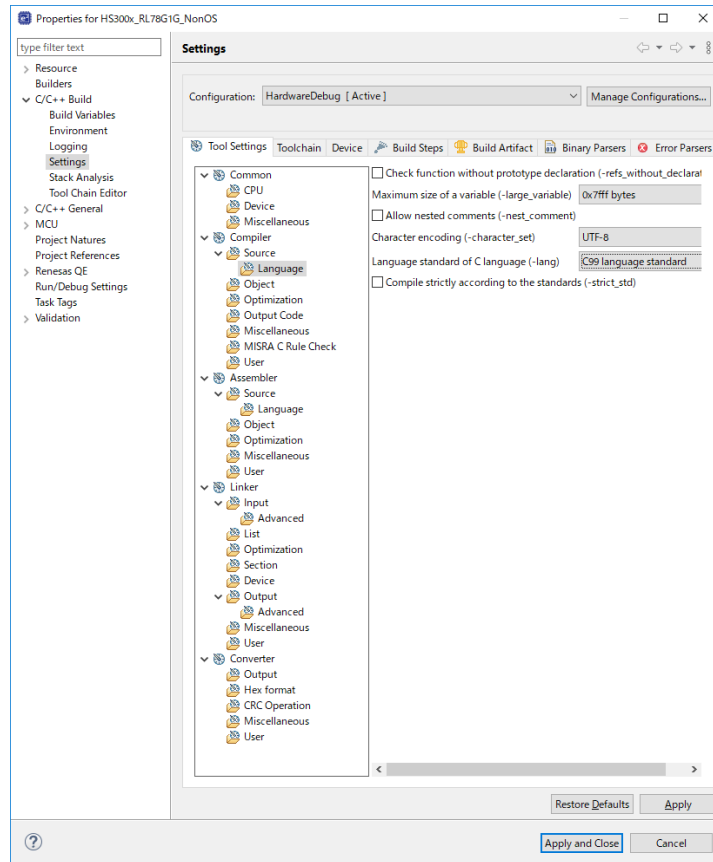 Properties for HS300x_RL78G1G_NonOS
type filter text
Settings
Resource
Builders
C/C++ Build
Build Variables
Environment
Logging
Settings
Stack Analysis
Tool Chain Editor
C/C++ General
MCU
Project Natures
Project References
Renesas QE
Run/Debug Settings
Task Tags
Validation
Configuration: HardwareDebug [ Active ] Manage Configurations...
Tool Settings Toolchain Device Build Steps Build Artifact Binary Parsers Error Parsers
Common
CPU
Device
Miscellaneous
Compiler
Source
Language
Object
Optimization
Output Code
Miscellaneous
MISRA C Rule Check
User
Assembler
Source
Language
Object
Optimization
Miscellaneous
User
Linker
Input
Advanced
List
Optimization
Section
Device
Output
Advanced
Miscellaneous
User
Converter
Output
Hex format
CRC Operation
Miscellaneous
User
Check function without prototype declaration (-refs_without_declarat
Maximum size of a variable (-large_variable) 0x7fff bytes
Allow nested comments (-nest_comment)
Character encoding (-character_set) UTF-8
Language standard of C language (-lang) C99 language standard
Compile strictly according to the standards (-strict_std)
Restore Defaults Apply
Apply and Close Cancel